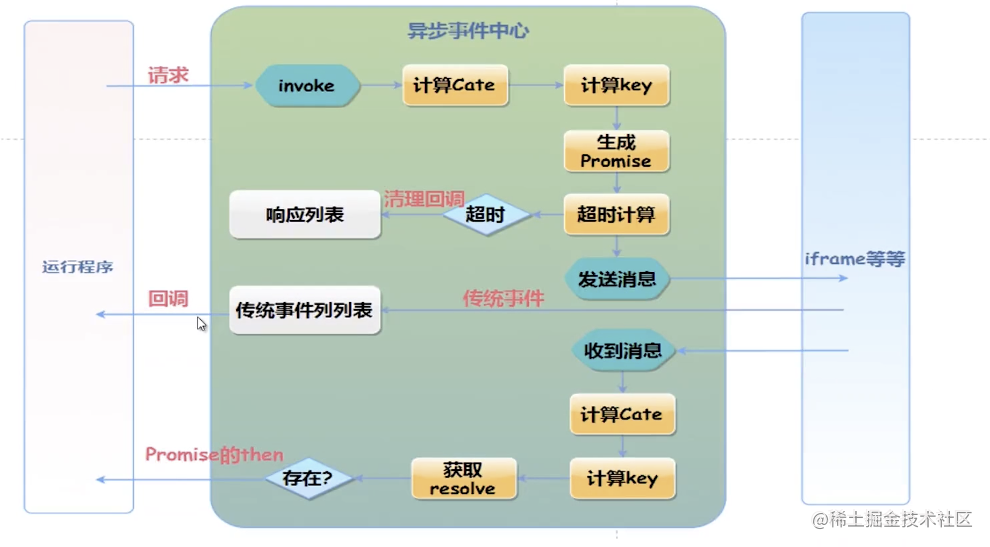 异步事件中心
请求
invoke
计算Cate
计算key
生成
Promise
清理回调
响应列表
超时
超时计算
运行程序
iframe等等
发送消息
回调
传统事件列列表
传统事件
收到消息
计算Cate
Promise的then
存在?
获取
resolve
计算key
@稀土掘金技术社区